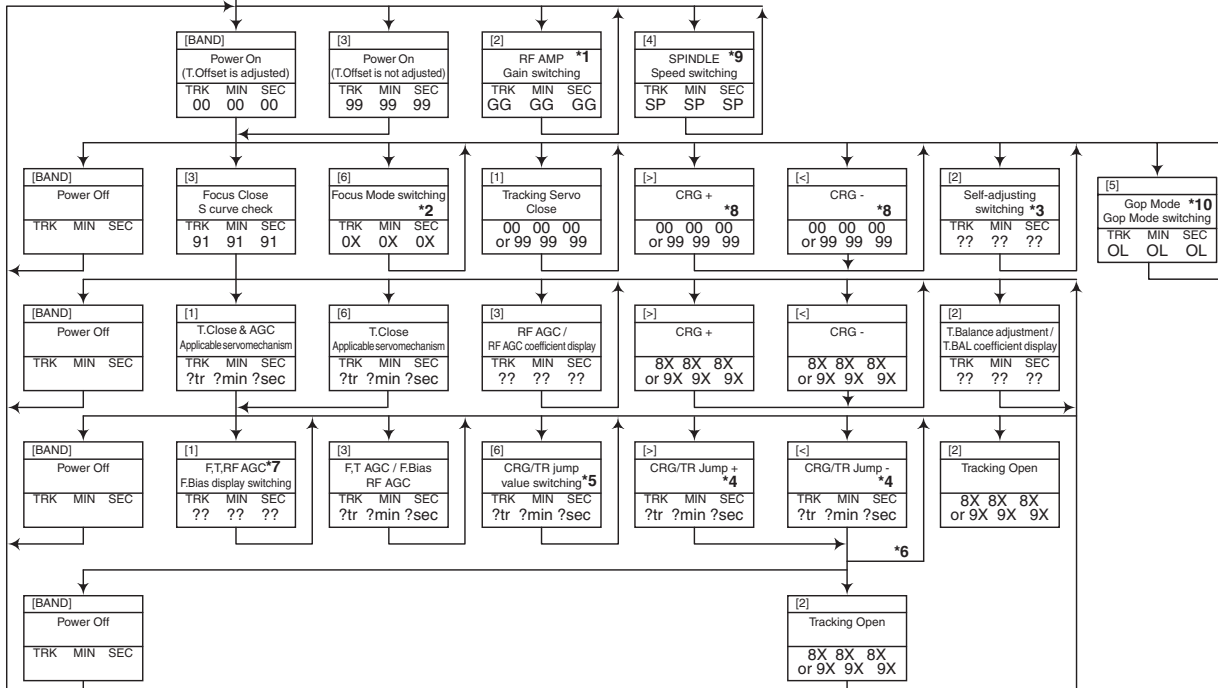 [BAND]
Power On
(T.Offset is adjusted)
TRK MIN SEC
00 00 00
[3]
Power On
(T.Offset is not adjusted)
TRK MIN SEC
99 99 99
[2]
RF AMP *1
Gain switching
TRK MIN SEC
GG GG GG
[4]
SPINDLE *9
Speed switching
TRK MIN SEC
SP SP SP
[BAND]
Power Off
TRK MIN SEC
[3]
Focus Close
S curve check
TRK MIN SEC
91 91 91
[6]
Focus Mode switching
*2
TRK MIN SEC
0X 0X 0X
[1]
Tracking Servo
Close
00 00 00
or 99 99 99
[>]
CRG +
*8
00 00 00
or 99 99 99
[<]
CRG -
*8
00 00 00
or 99 99 99
[2]
Self-adjusting
switching *3
TRK MIN SEC
?? ?? ??
[5]
Gop Mode *10
Gop Mode switching
TRK MIN SEC
OL OL OL
[BAND]
Power Off
TRK MIN SEC
[1]
T.Close & AGC
Applicable servomechanism
TRK MIN SEC
?tr ?min ?sec
[6]
T.Close
Applicable servomechanism
TRK MIN SEC
?tr ?min ?sec
[3]
RF AGC /
RF AGC coefficient display
TRK MIN SEC
?? ?? ??
[>]
CRG +
8X 8X 8X
or 9X 9X 9X
[<]
CRG -
8X 8X 8X
or 9X 9X 9X
[2]
T.Balance adjustment /
T.BAL coefficient display
TRK MIN SEC
?? ?? ??
[BAND]
Power Off
TRK MIN SEC
[1]
F,T,RF AGC*7
F.Bias display switching
TRK MIN SEC
?? ?? ??
[3]
F,T AGC / F.Bias
RF AGC
TRK MIN SEC
?tr ?min ?sec
[6]
CRG/TR jump
value switching*5
TRK MIN SEC
?tr ?min ?sec
[>]
CRG/TR Jump +
*4
TRK MIN SEC
?tr ?min ?sec
[<]
CRG/TR Jump -
*4
TRK MIN SEC
?tr ?min ?sec
[2]
Tracking Open
8X 8X 8X
or 9X 9X 9X
*6
[BAND]
Power Off
TRK MIN SEC
[2]
Tracking Open
8X 8X 8X
or 9X 9X 9X